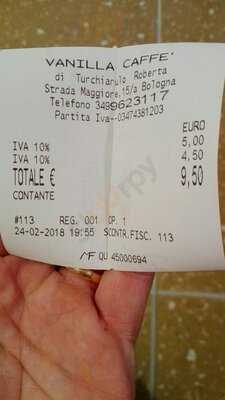 VANILLA CAFFE'
di Turchiarulo Roberta
Strada Maggiore,15/a Bologna
Telefono 3499623117
Partita Iva--03474381203
EURO
IVA 10% 5,00
IVA 10% 4,50
TOTALE € 9,50
CONTANTE
#113 REG. 001 OP. 1
24-02-2018 19:55 SCONTR.FISC. 113
MF QU 45000694